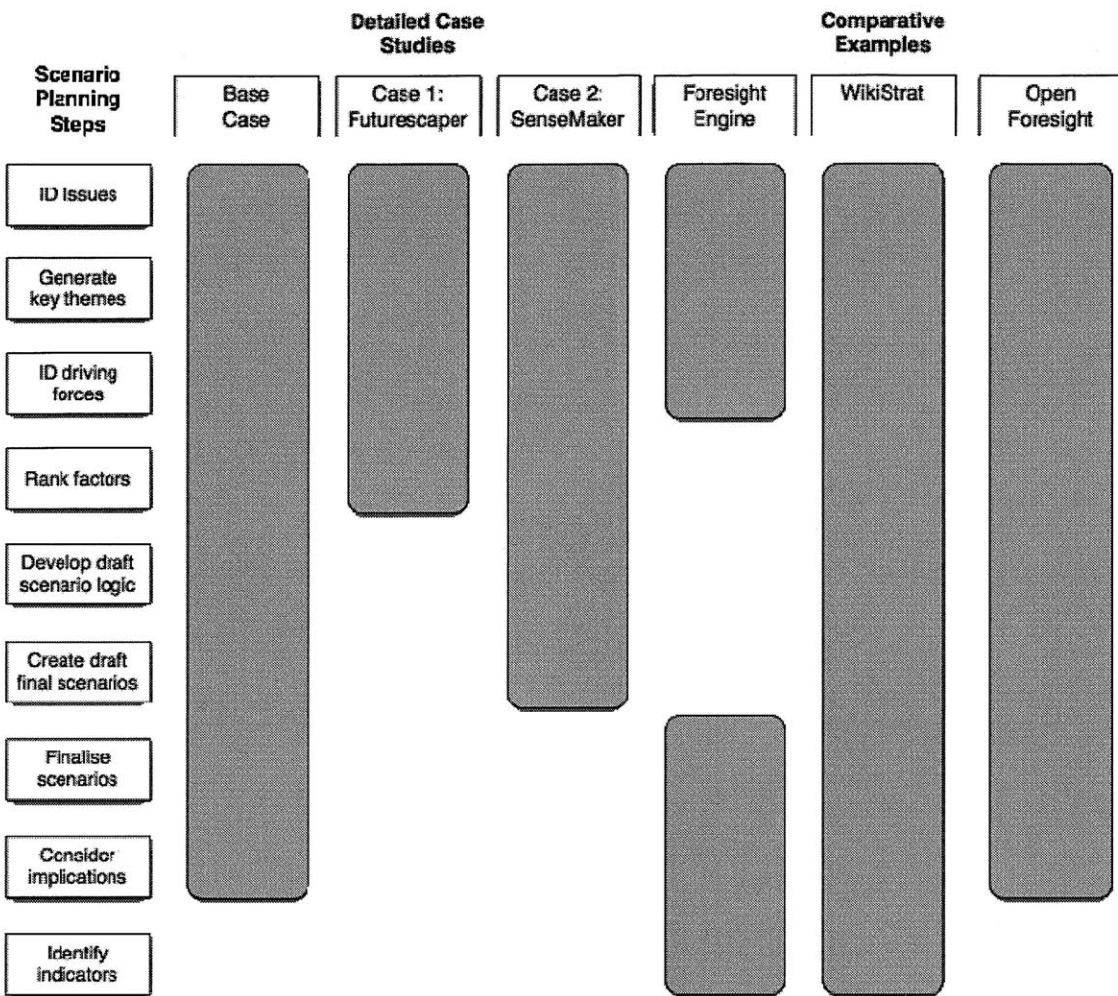 Detailed Case
Studies
Comparative
Examples
Scenario
Planning
Steps
Base
Case
Case 1:
Futurescaper
Case 2:
SenseMaker
Foresight
Engine
WikiStrat
Open
Foresight
ID Issues
Generate
key themes
ID driving
forces
Rank factors
Develop draft
scenario logic
Create draft
final scenarios
Finalise
scenarios
Consider
implications
Identify
indicators